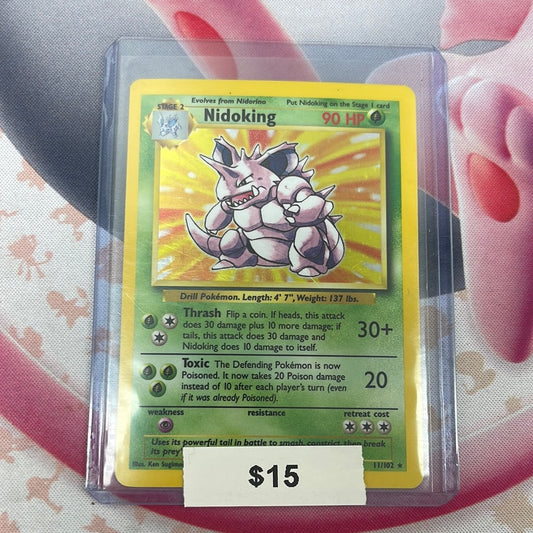 STAGE 2
Evolves from Nidorino
Put Nidoking on the Stage 1 card
Nidoking
90 HP
Drill Pokémon. Length: 4' 7", Weight: 137 lbs.
Thrash Flip a coin. If heads, this attack
does 30 damage plus 10 more damage; if
tails, this attack does 30 damage and
Nidoking does 10 damage to itself.
30+
Toxic The Defending Pokémon is now
Poisoned. It now takes 20 Poison damage
instead of 10 after each player's turn (even
if it was already Poisoned).
20
weakness
resistance
retreat cost
Uses its powerful tail in battle to smash, constrict, then break
its prey'
Illus. Ken Sugimo
11/102
$15